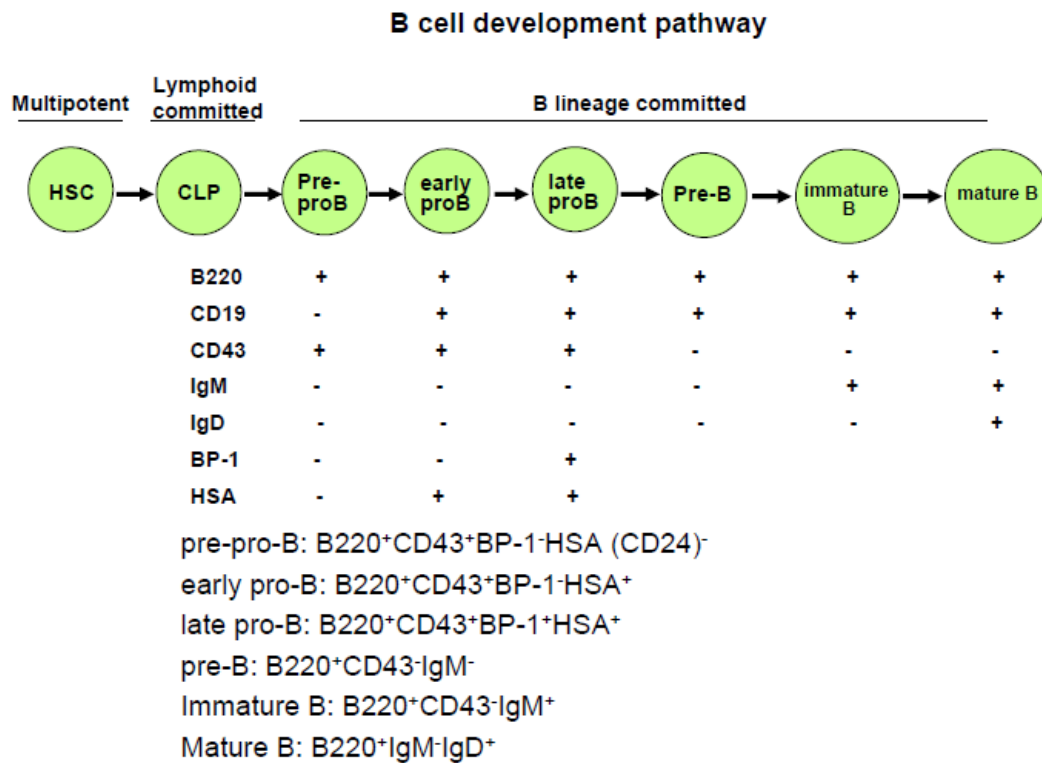 B cell development pathway
Multipotent
Lymphoid
committed
B lineage committed
HSC
CLP
Pre-
proB
early
proB
late
proB
Pre-B
immature
B
mature B
B220 + + + + + +
CD19 - + + + + +
CD43 + + + - - -
IgM - - - - + +
IgD - - - - - +
BP-1 - - +
HSA - + +
pre-pro-B: B220⁺CD43⁺BP-1⁻HSA (CD24)⁻
early pro-B: B220⁺CD43⁺BP-1⁻HSA⁺
late pro-B: B220⁺CD43⁺BP-1⁺HSA⁺
pre-B: B220⁺CD43⁻IgM⁻
Immature B: B220⁺CD43⁻IgM⁺
Mature B: B220⁺IgM⁻IgD⁺